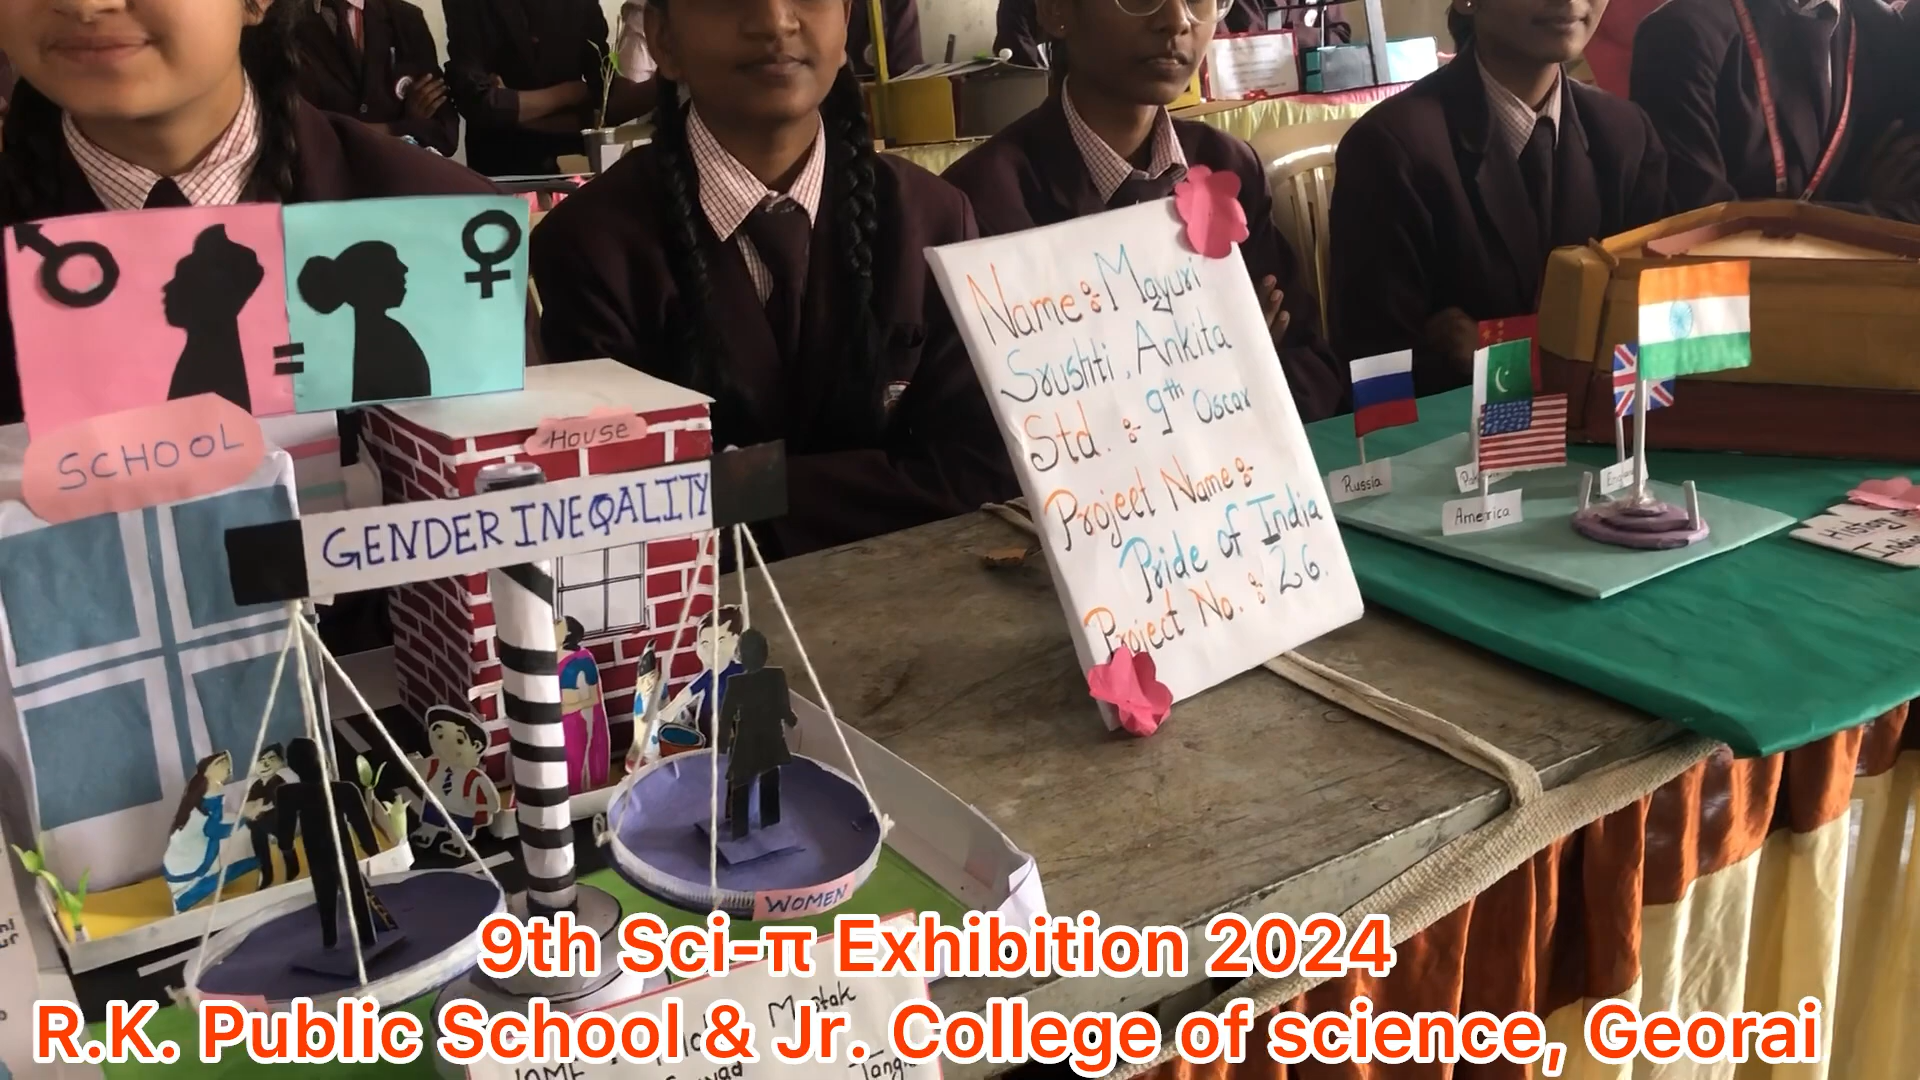 SCHOOL
HOUSE
GENDER INEQALITY
WOMEN
Name : Mayuri
Srushti, Ankita
Std. : 9th Oscar
Project Name :
Pride of India
Project No. : 26.
Russia
America
9th Sci-π Exhibition 2024
R.K. Public School & Jr. College of science, Georai